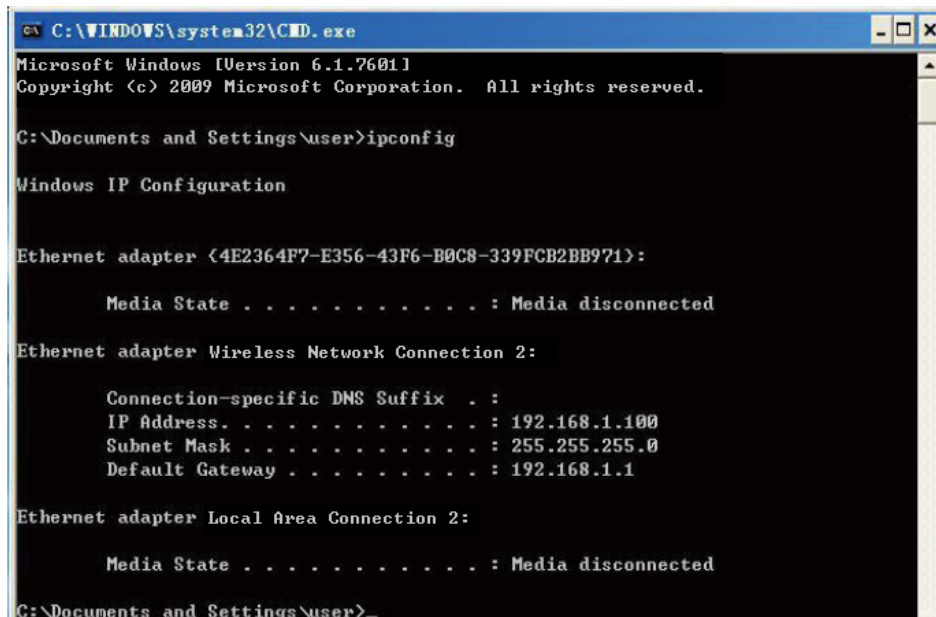 C:\WINDOWS\system32\CMD.exe
Microsoft Windows [Version 6.1.7601]
Copyright (c) 2009 Microsoft Corporation.  All rights reserved.
C:\Documents and Settings\user>ipconfig
Windows IP Configuration
Ethernet adapter {4E2364F7-E356-43F6-B0C8-339FCB2BB971}:
Media State . . . . . . . . . . . : Media disconnected
Ethernet adapter Wireless Network Connection 2:
Connection-specific DNS Suffix  . :
IP Address. . . . . . . . . . . . : 192.168.1.100
Subnet Mask . . . . . . . . . . . : 255.255.255.0
Default Gateway . . . . . . . . . : 192.168.1.1
Ethernet adapter Local Area Connection 2:
Media State . . . . . . . . . . . : Media disconnected
C:\Documents and Settings\user>_